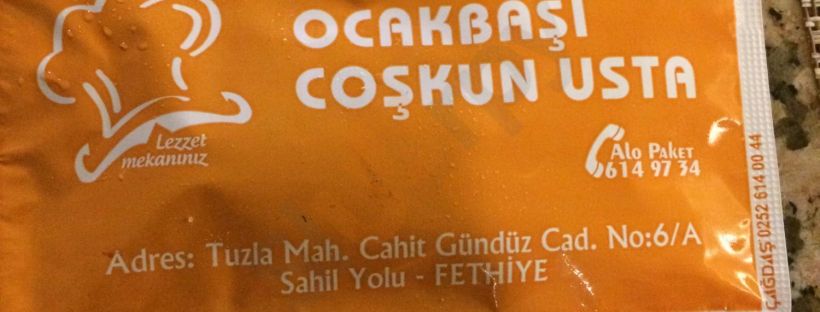 OCAKBAŞI
COŞKUN USTA
Lezzet
mekanınız
Alo Paket
614 97 34
Adres: Tuzla Mah. Cahit Gündüz Cad. No:6/A
Sahil Yolu - FETHİYE
ÇAĞDAŞ 0252 614 00 44